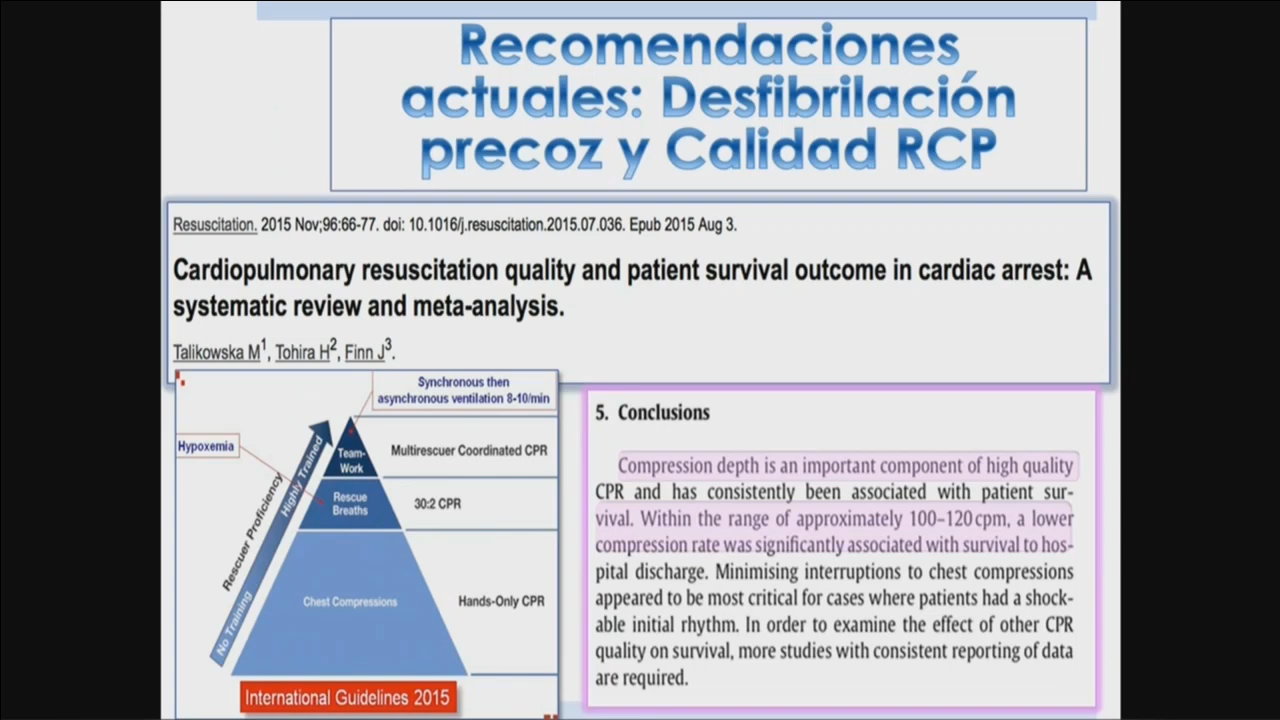 Recomendaciones
actuales: Desfibrilación
precoz y Calidad RCP
Resuscitation. 2015 Nov;96:66-77. doi: 10.1016/j.resuscitation.2015.07.036. Epub 2015 Aug 3.
Cardiopulmonary resuscitation quality and patient survival outcome in cardiac arrest: A
systematic review and meta-analysis.
Talikowska M1, Tohira H2, Finn J3.
Synchronous then
asynchronous ventilation 8-10/min
Hypoxemia
Rescuer Proficiency
Highly Trained
No Training
Team-
Work
Multirescuer Coordinated CPR
Rescue
Breaths
30:2 CPR
Chest Compressions
Hands-Only CPR
International Guidelines 2015
5. Conclusions
Compression depth is an important component of high quality
CPR and has consistently been associated with patient sur-
vival. Within the range of approximately 100–120 cpm, a lower
compression rate was significantly associated with survival to hos-
pital discharge. Minimising interruptions to chest compressions
appeared to be most critical for cases where patients had a shock-
able initial rhythm. In order to examine the effect of other CPR
quality on survival, more studies with consistent reporting of data
are required.